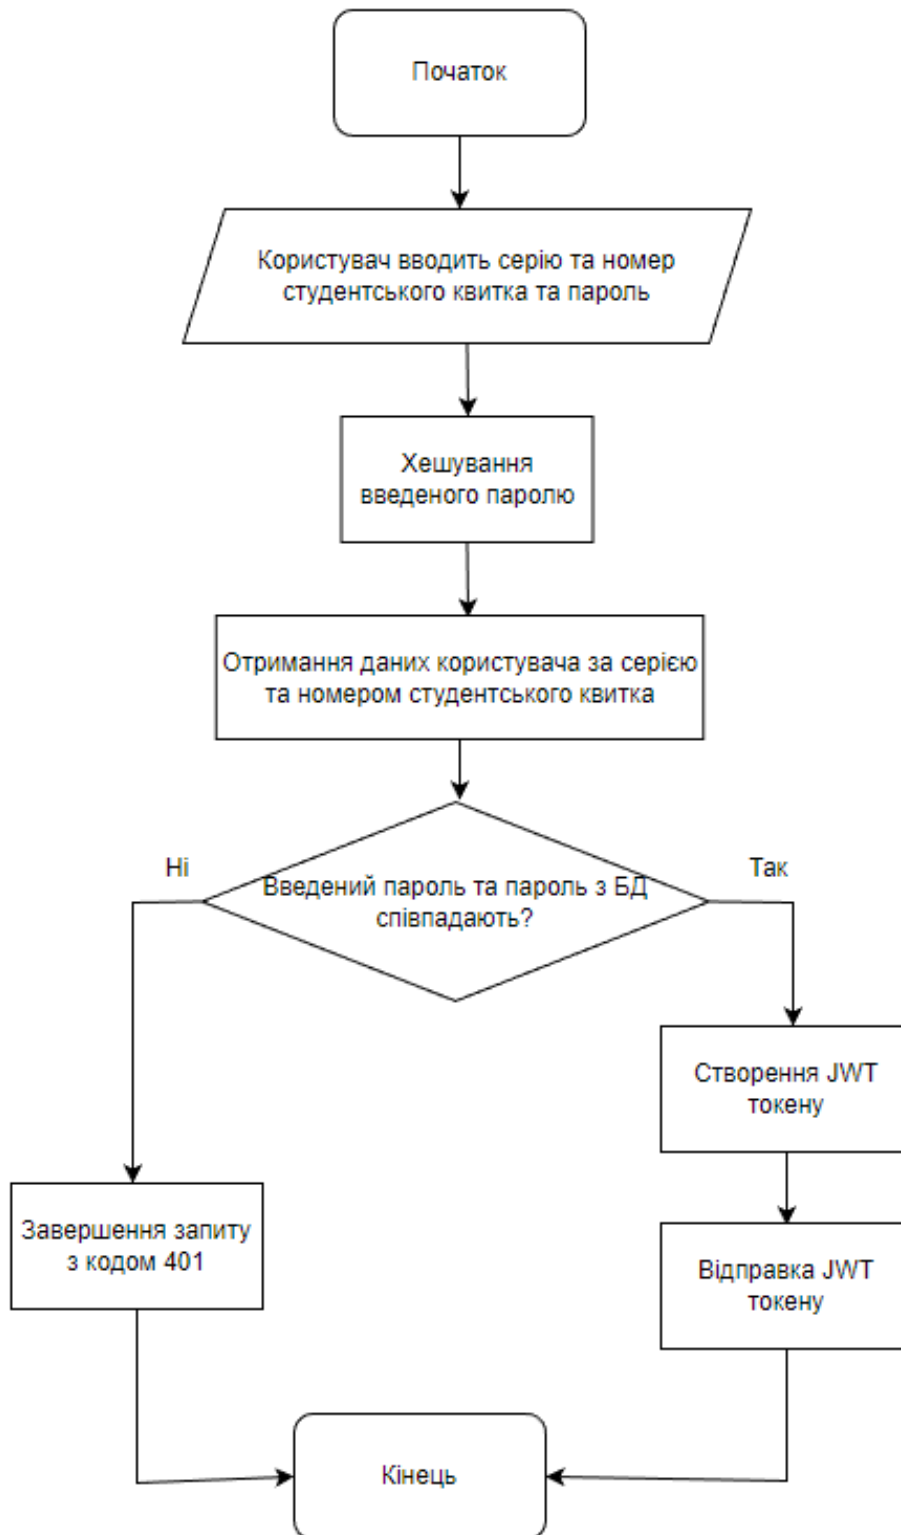 Початок
Користувач вводить серію та номер
студентського квитка та пароль
Хешування
введеного паролю
Отримання даних користувача за серією
та номером студентського квитка
Ні
Так
Введений пароль та пароль з БД
співпадають?
Створення JWT
токену
Завершення запиту
з кодом 401
Відправка JWT
токену
Кінець